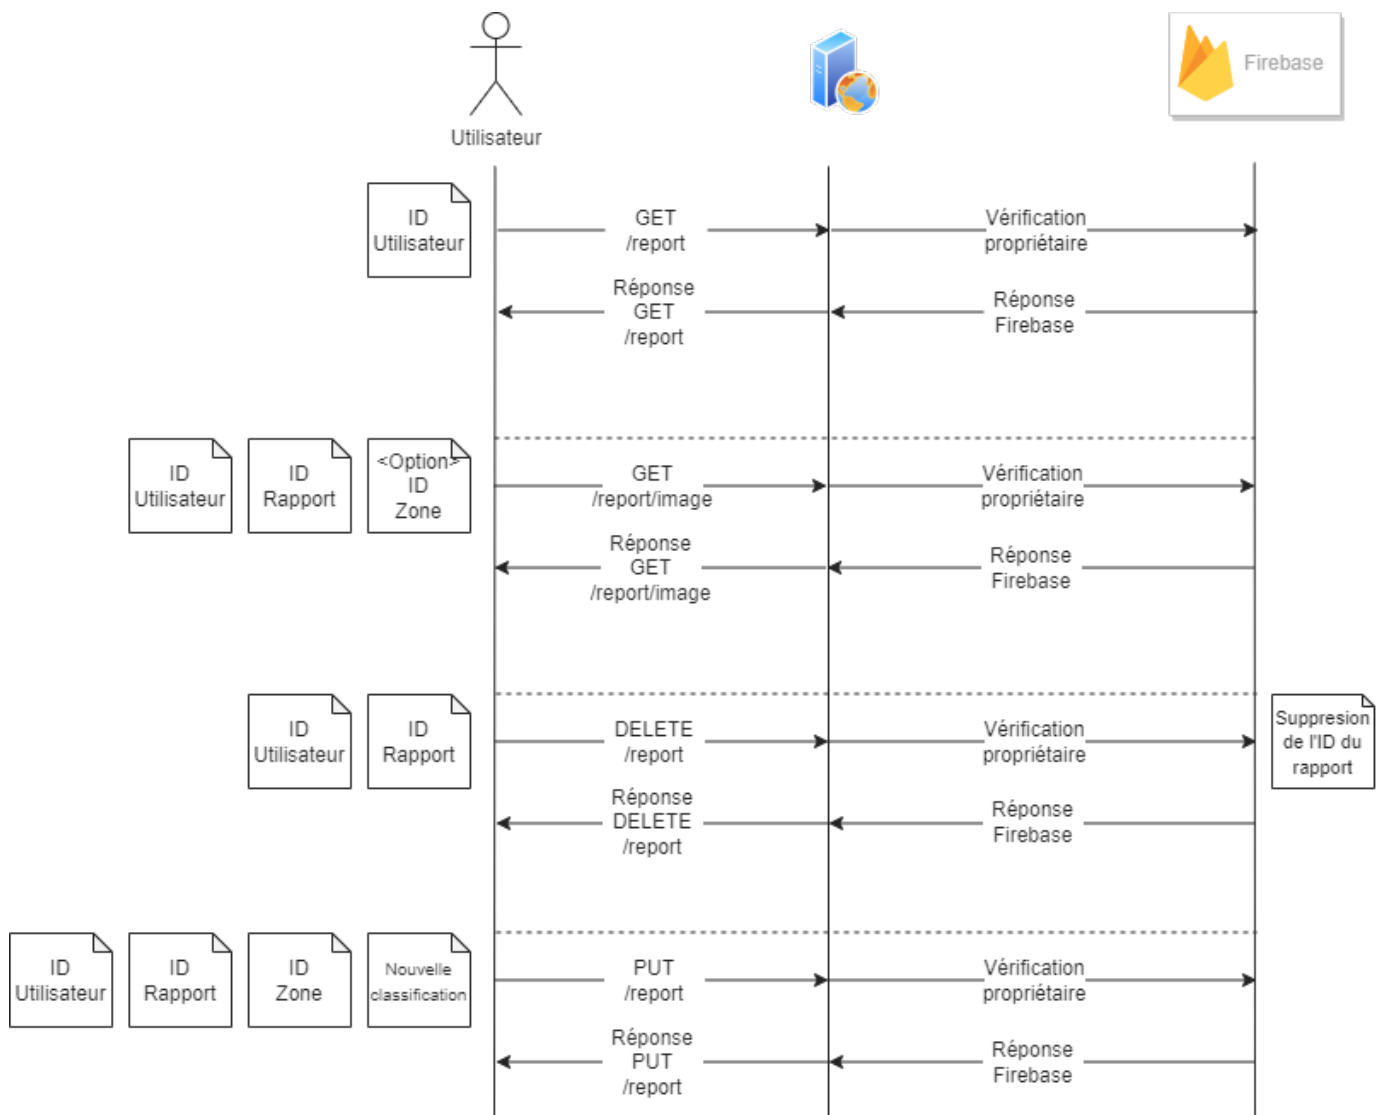 Utilisateur
Firebase
ID
Utilisateur
GET
/report
Vérification
propriétaire
Réponse
GET
/report
Réponse
Firebase
ID
Utilisateur
ID
Rapport
<Option>
ID
Zone
GET
/report/image
Vérification
propriétaire
Réponse
GET
/report/image
Réponse
Firebase
ID
Utilisateur
ID
Rapport
DELETE
/report
Vérification
propriétaire
Suppresion
de l'ID du
rapport
Réponse
DELETE
/report
Réponse
Firebase
ID
Utilisateur
ID
Rapport
ID
Zone
Nouvelle
classification
PUT
/report
Vérification
propriétaire
Réponse
PUT
/report
Réponse
Firebase